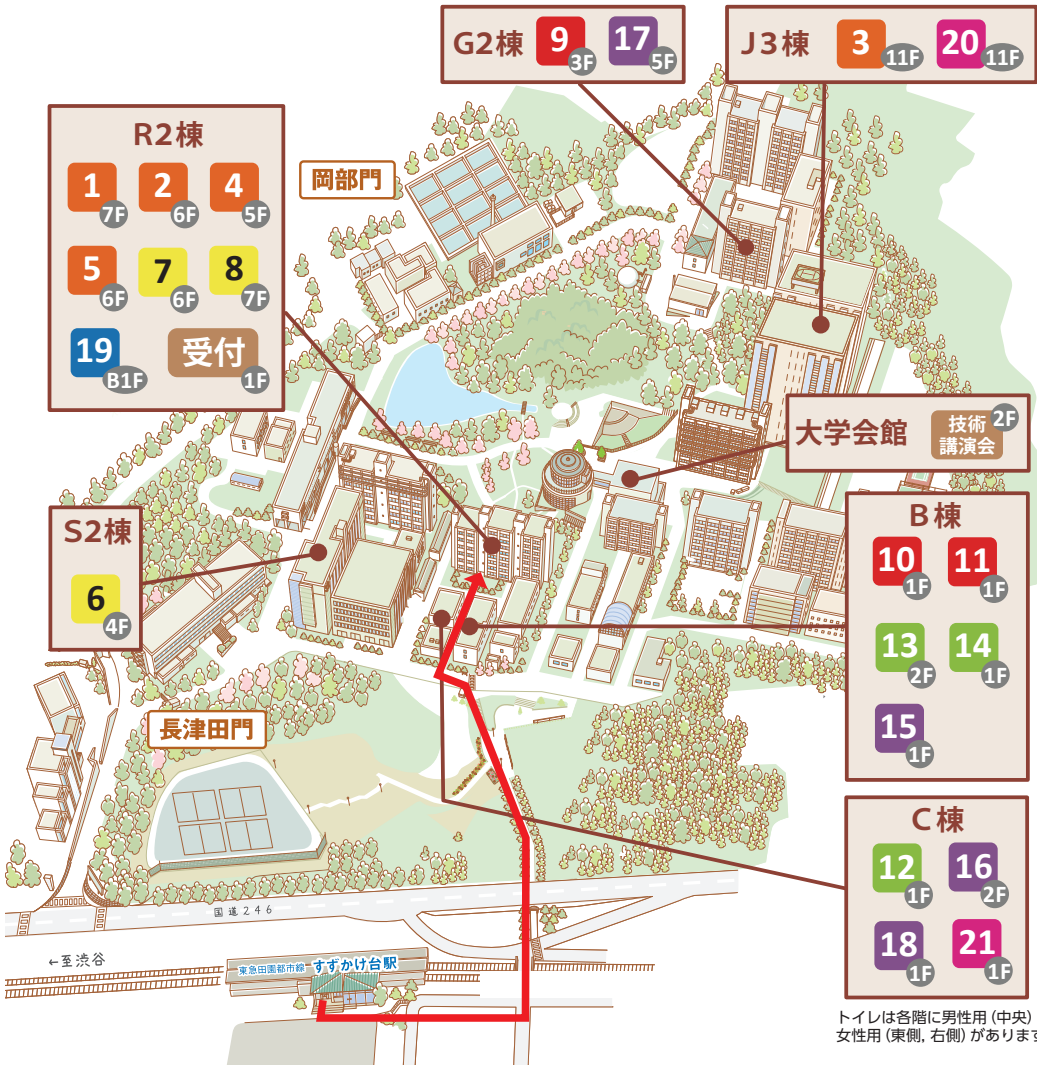 G2棟 9 3F 17 5F
J3棟 3 11F 20 11F
R2棟
1 7F 2 6F 4 5F
5 6F 7 6F 8 7F
19 B1F 受付 1F
岡部門
大学会館 技術講演会 2F
S2棟
6 4F
B棟
10 1F 11 1F
13 2F 14 1F
15 1F
長津田門
C棟
12 1F 16 2F
18 1F 21 1F
国道246
←至渋谷
東急田園都市線 すずかけ台駅
トイレは各階に男性用(中央)
女性用(東側, 右側)があります